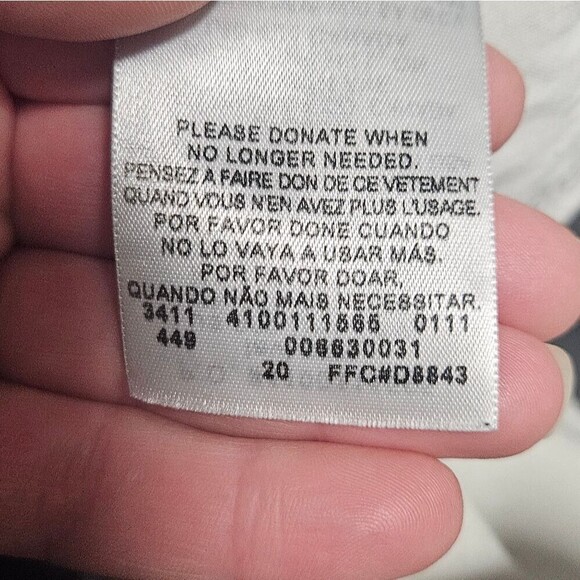 PLEASE DONATE WHEN
NO LONGER NEEDED.
PENSEZ A FAIRE DON DE CE VETEMENT
QUAND VOUS N'EN AVEZ PLUS L'USAGE.
POR FAVOR DONE CUANDO
NO LO VAYA A USAR MÁS.
POR FAVOR DOAR,
QUANDO NÃO MAIS NECESSITAR.
3411 4100111565 0111
449 006630031
20 FFC#D8843